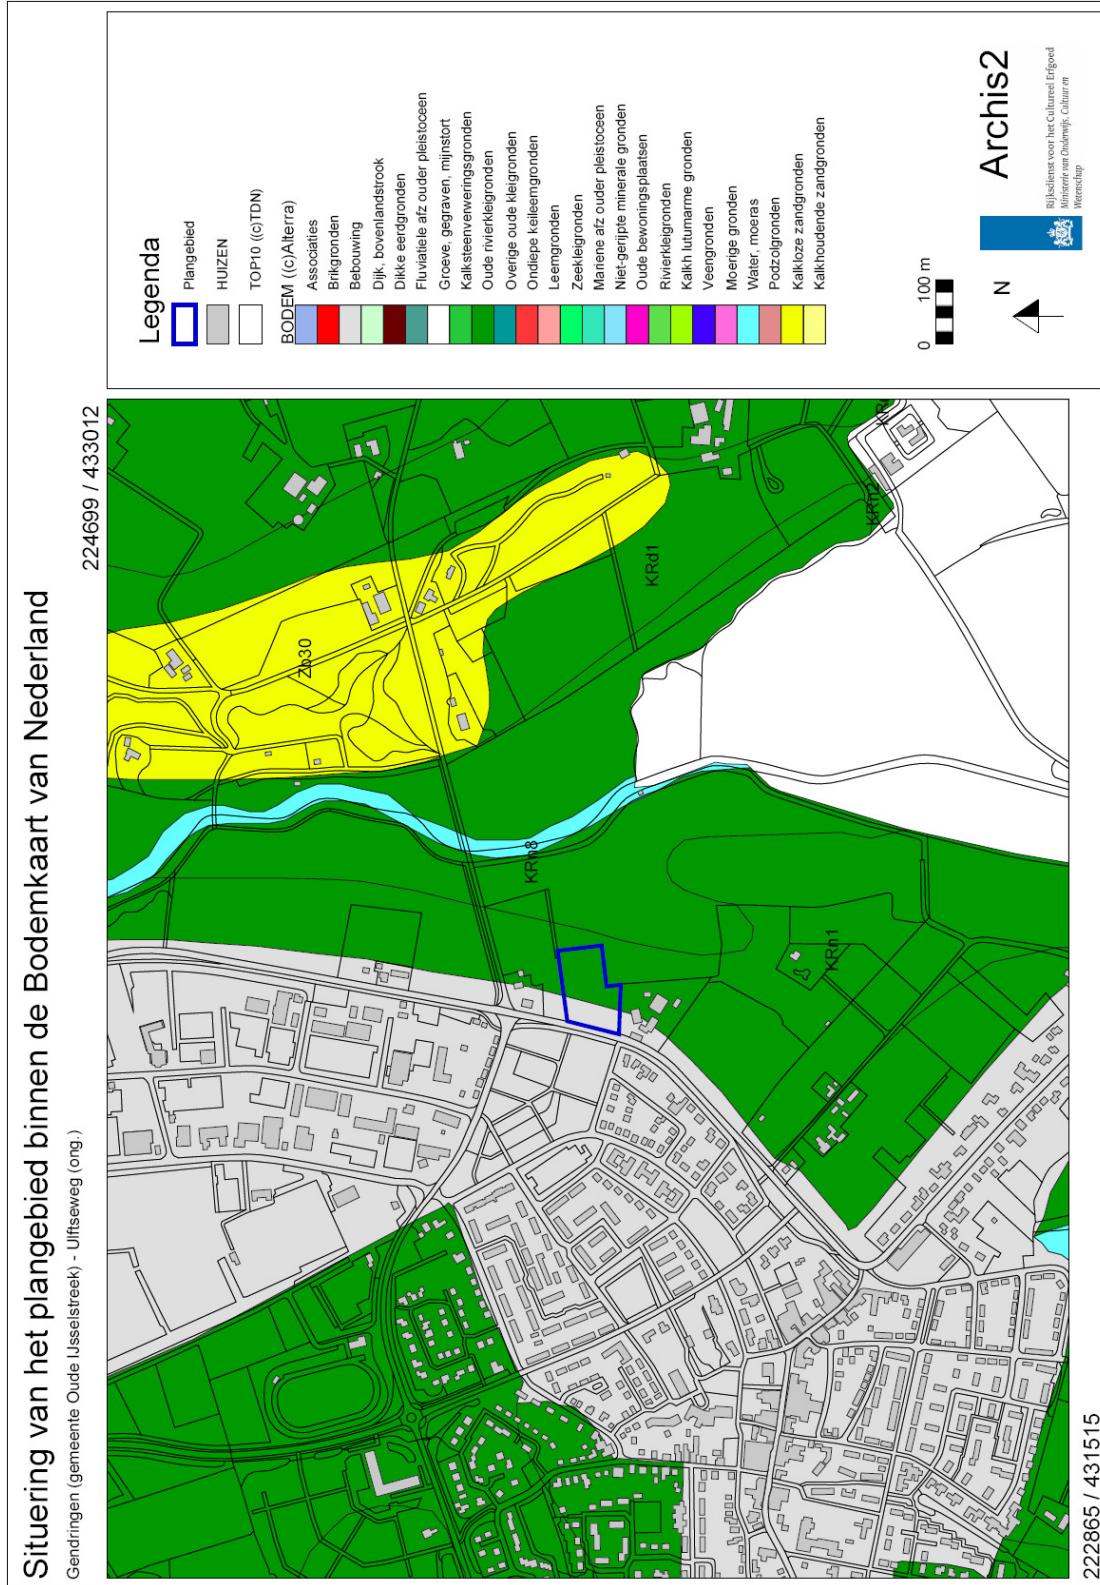 Situering van het plangebied binnen de Bodemkaart van Nederland
Gendringen (gemeente Oude IJsselstreek) - Ulftseweg (ong.)
224699 / 433012
Zb30
KRn8
KRd1
KRn1
KRn2
222865 / 431515
Legenda
Plangebied
HUIZEN
TOP10 ((c)TDN)
BODEM ((c)Alterra)
Associaties
Brikgronden
Bebouwing
Dijk, bovenlandstrook
Dikke eerdgronden
Fluviatiele afz ouder pleistoceen
Groeve, gegraven, mijnstort
Kalksteenverweringsgronden
Oude rivierkleigronden
Overige oude kleigronden
Ondiepe keileemgronden
Leemgronden
Zeekleigronden
Mariene afz ouder pleistoceen
Niet-gerijpte minerale gronden
Oude bewoningsplaatsen
Rivierkleigronden
Kalkh lutumarme gronden
Veengronden
Moerige gronden
Water, moeras
Podzolgronden
Kalkloze zandgronden
Kalkhoudende zandgronden
0 100 m
N
Archis2
Rijksdienst voor het Cultureel Erfgoed
Ministerie van Onderwijs, Cultuur en
Wetenschap